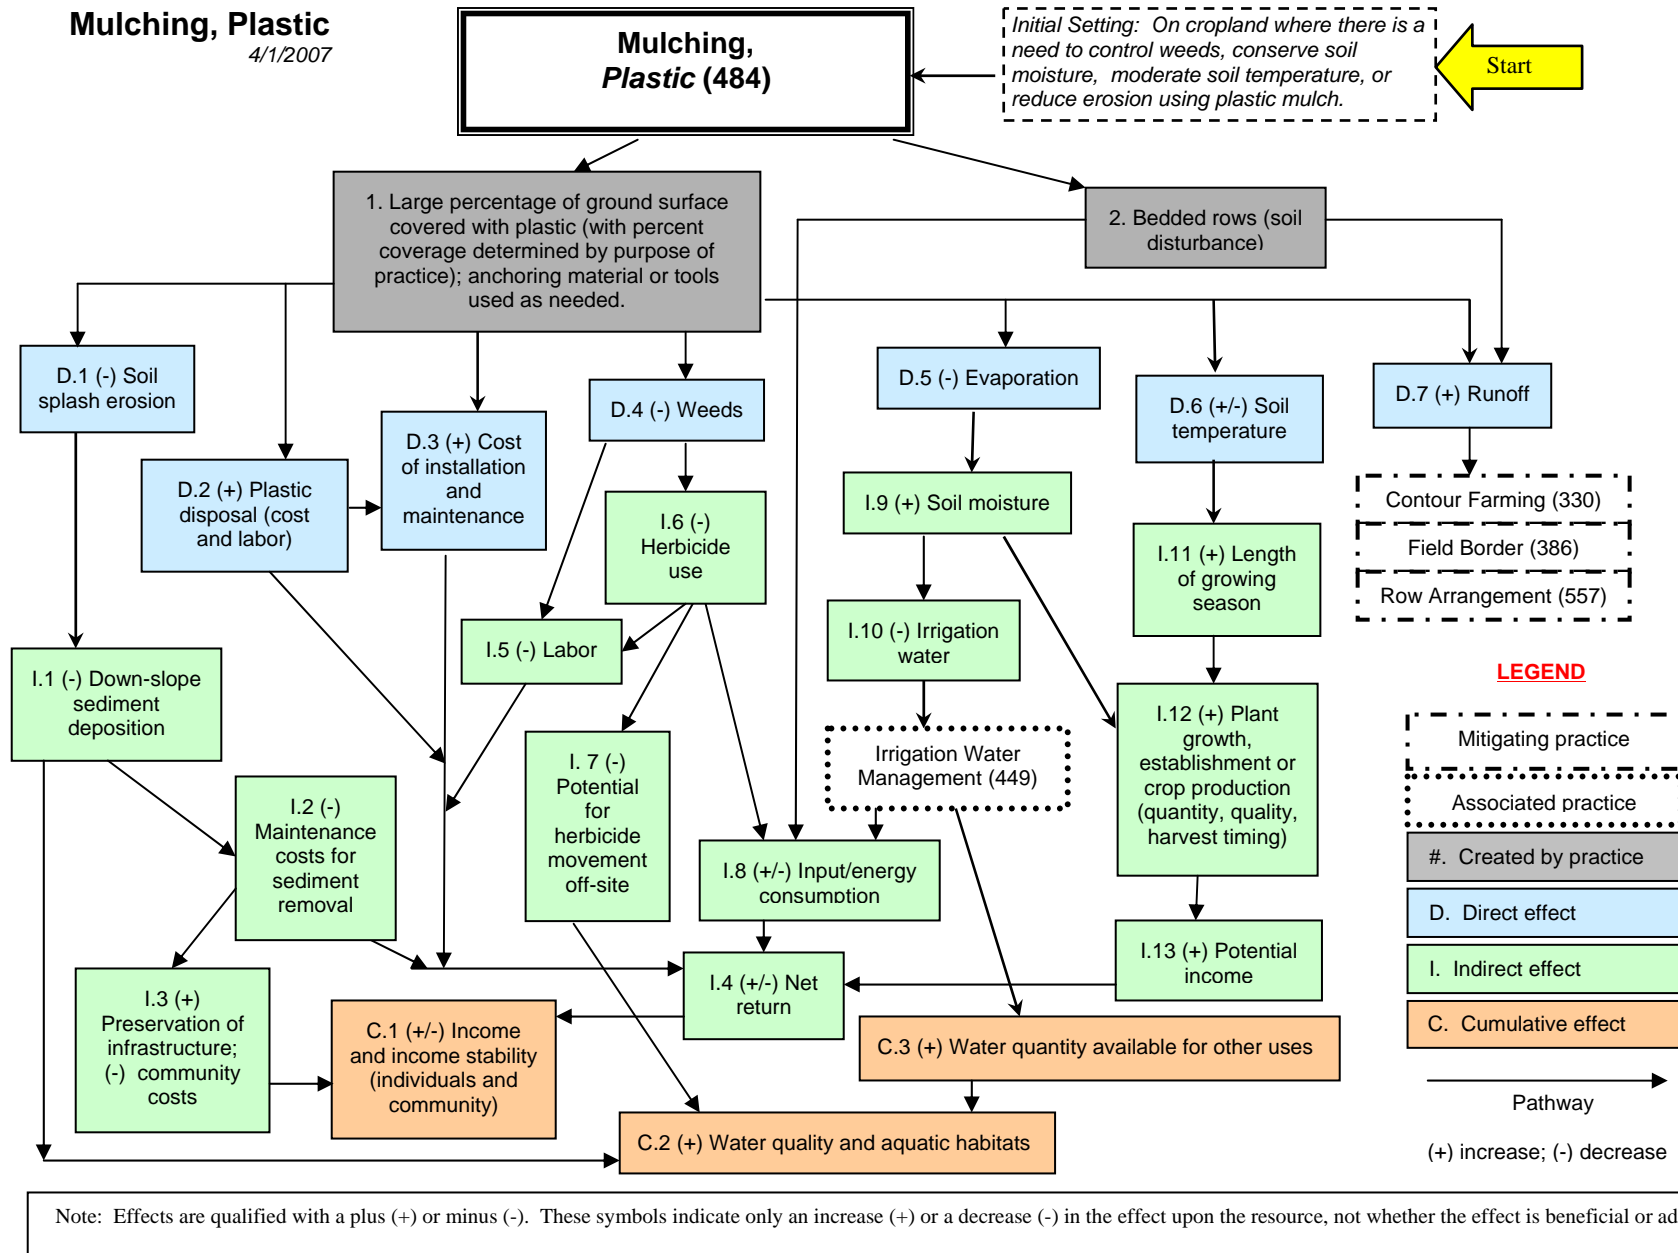 Mulching, Plastic
4/1/2007
Mulching,
Plastic (484)
Initial Setting: On cropland where there is a
need to control weeds, conserve soil
moisture, moderate soil temperature, or
reduce erosion using plastic mulch.
Start
1. Large percentage of ground surface
covered with plastic (with percent
coverage determined by purpose of
practice); anchoring material or tools
used as needed.
2. Bedded rows (soil
disturbance)
D.1 (-) Soil
splash erosion
D.2 (+) Plastic
disposal (cost
and labor)
D.3 (+) Cost
of installation
and
maintenance
D.4 (-) Weeds
D.5 (-) Evaporation
D.6 (+/-) Soil
temperature
D.7 (+) Runoff
Contour Farming (330)
Field Border (386)
Row Arrangement (557)
I.6 (-)
Herbicide
use
I.9 (+) Soil moisture
I.11 (+) Length
of growing
season
I.5 (-) Labor
I.10 (-) Irrigation
water
I.1 (-) Down-slope
sediment
deposition
I. 7 (-)
Potential
for
herbicide
movement
off-site
Irrigation Water
Management (449)
I.12 (+) Plant
growth,
establishment or
crop production
(quantity, quality,
harvest timing)
I.2 (-)
Maintenance
costs for
sediment
removal
I.8 (+/-) Input/energy
consumption
I.3 (+)
Preservation of
infrastructure;
(-) community
costs
I.4 (+/-) Net
return
I.13 (+) Potential
income
C.1 (+/-) Income
and income stability
(individuals and
community)
C.3 (+) Water quantity available for other uses
C.2 (+) Water quality and aquatic habitats
LEGEND
Mitigating practice
Associated practice
#. Created by practice
D. Direct effect
I. Indirect effect
C. Cumulative effect
Pathway
(+) increase; (-) decrease
Note: Effects are qualified with a plus (+) or minus (-). These symbols indicate only an increase (+) or a decrease (-) in the effect upon the resource, not whether the effect is beneficial or ad